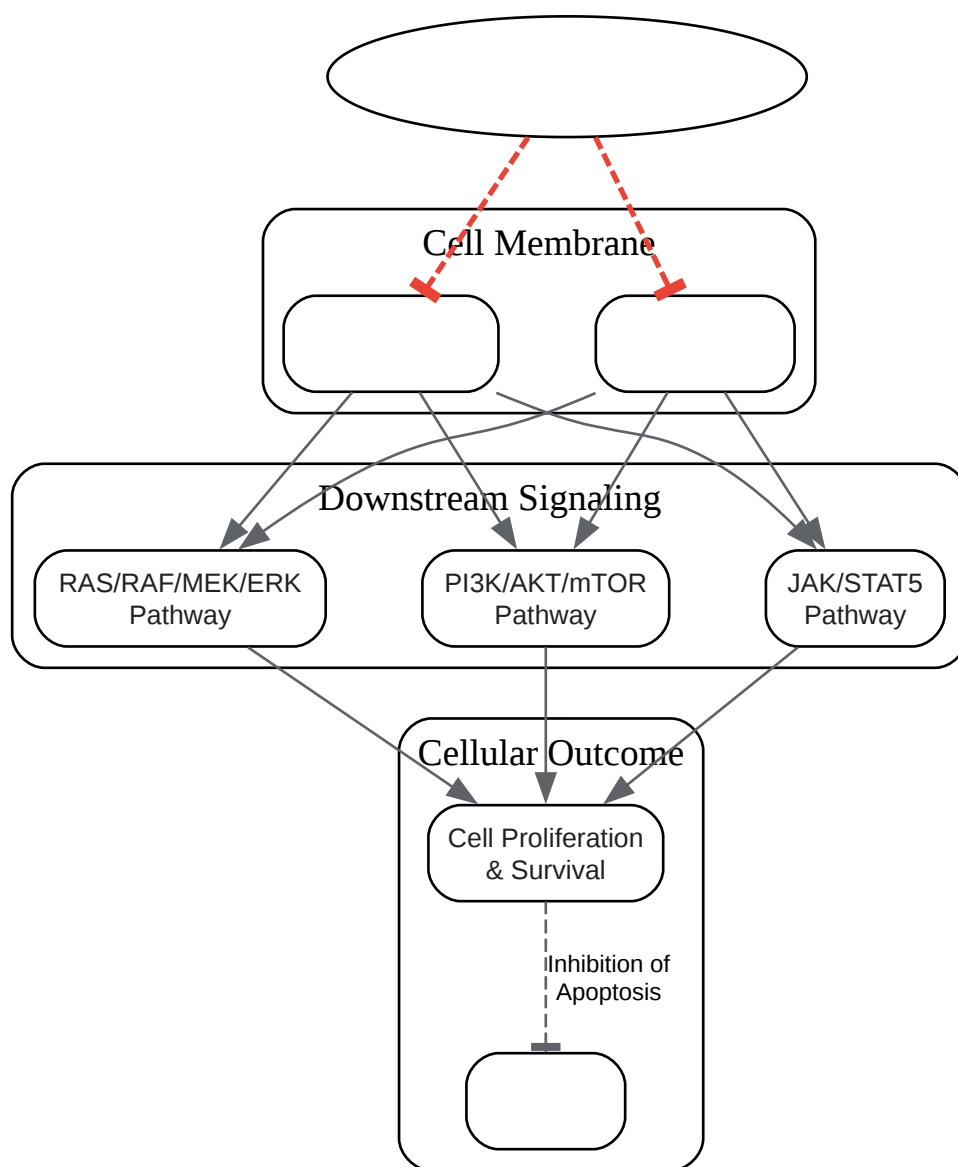 Cell Membrane
Downstream Signaling
RAS/RAF/MEK/ERK
Pathway
PI3K/AKT/mTOR
Pathway
JAK/STAT5
Pathway
Cellular Outcome
Cell Proliferation
& Survival
Inhibition of
Apoptosis